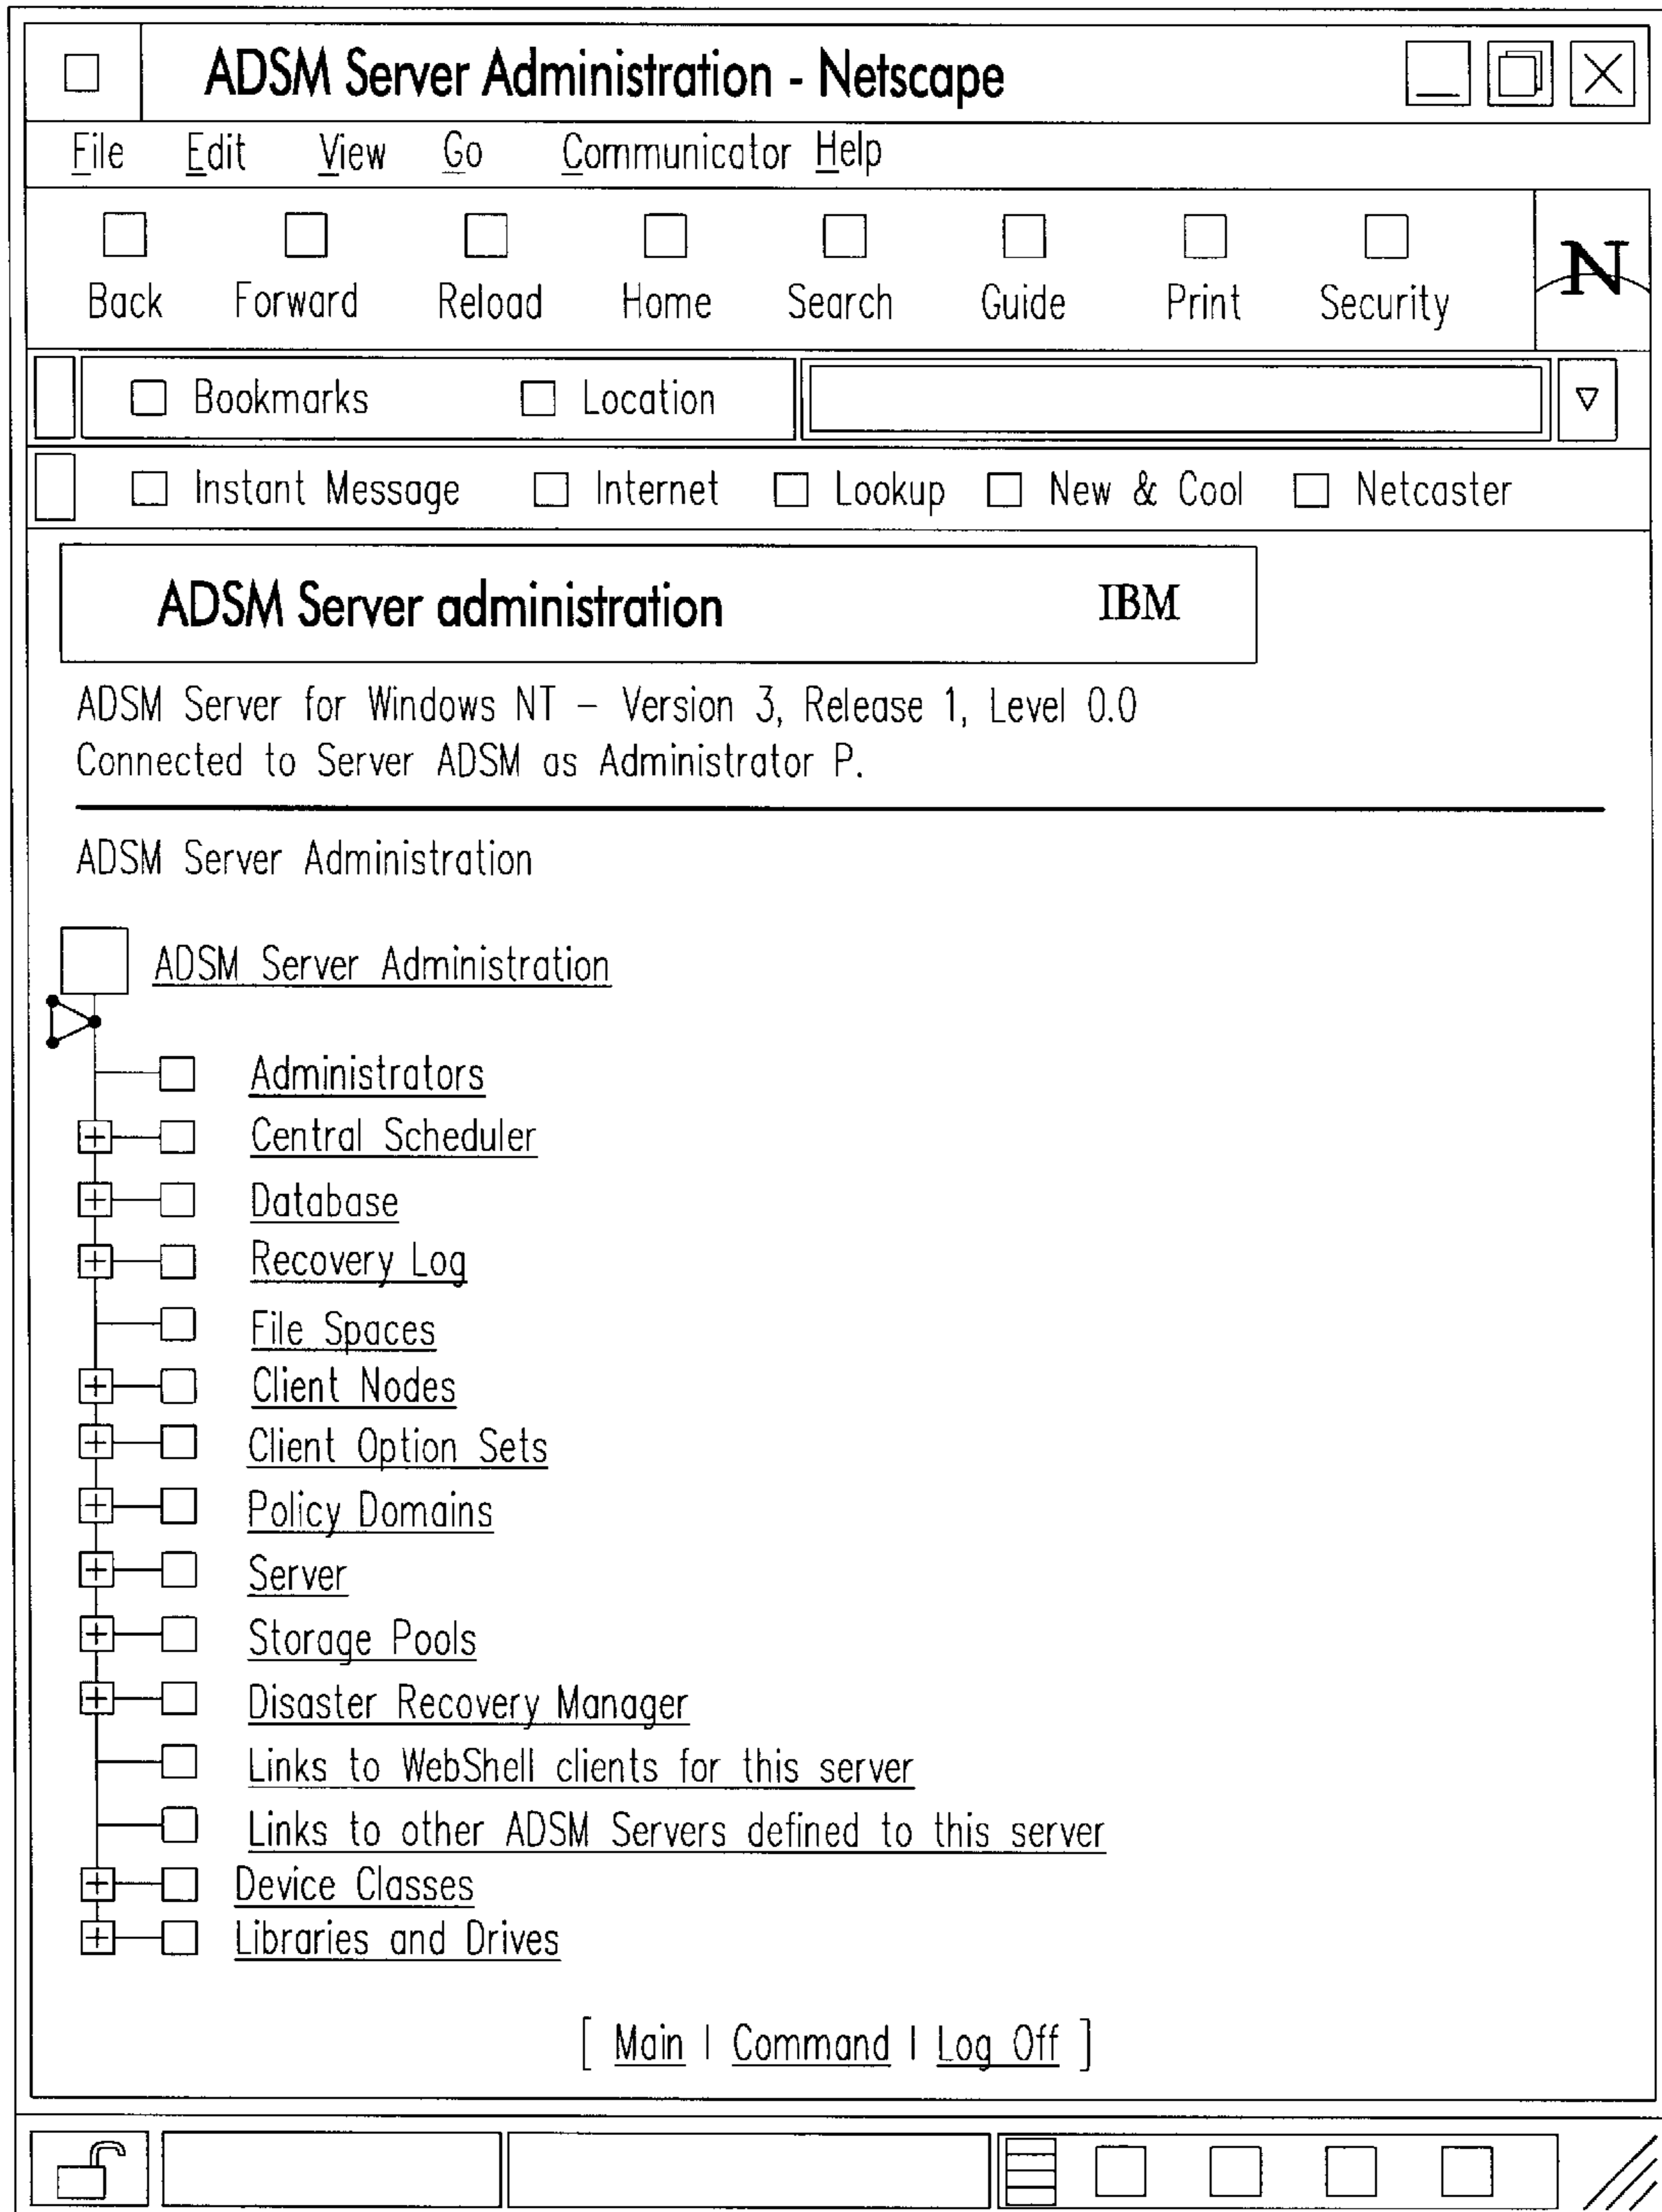 ADSM Server Administration - Netscape
File Edit View Go Communicator Help
Back Forward Reload Home Search Guide Print Security N
Bookmarks Location
Instant Message Internet Lookup New & Cool Netcaster
ADSM Server administration IBM
ADSM Server for Windows NT – Version 3, Release 1, Level 0.0
Connected to Server ADSM as Administrator P.
ADSM Server Administration
ADSM Server Administration
Administrators
Central Scheduler
Database
Recovery Log
File Spaces
Client Nodes
Client Option Sets
Policy Domains
Server
Storage Pools
Disaster Recovery Manager
Links to WebShell clients for this server
Links to other ADSM Servers defined to this server
Device Classes
Libraries and Drives
[ Main | Command | Log Off ]